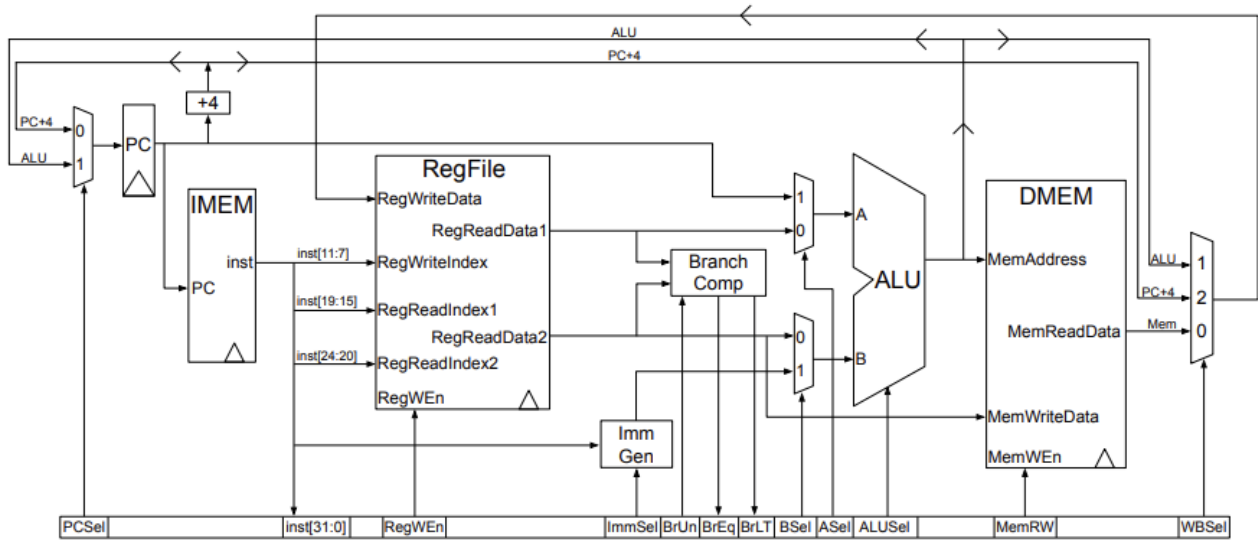 ALU
PC+4
+4
PC+4
0
ALU
1
PC
IMEM
inst
PC
inst[11:7]
inst[19:15]
inst[24:20]
RegFile
RegWriteData
RegReadData1
RegWriteIndex
RegReadIndex1
RegReadData2
RegReadIndex2
RegWEn
Branch
Comp
Imm
Gen
1
0
0
1
A
ALU
B
DMEM
MemAddress
MemReadData
MemWriteData
MemWEn
ALU
1
PC+4
2
Mem
0
PCSel
inst[31:0]
RegWEn
ImmSel
BrUn
BrEq
BrLT
BSel
ASel
ALUSel
MemRW
WBSel